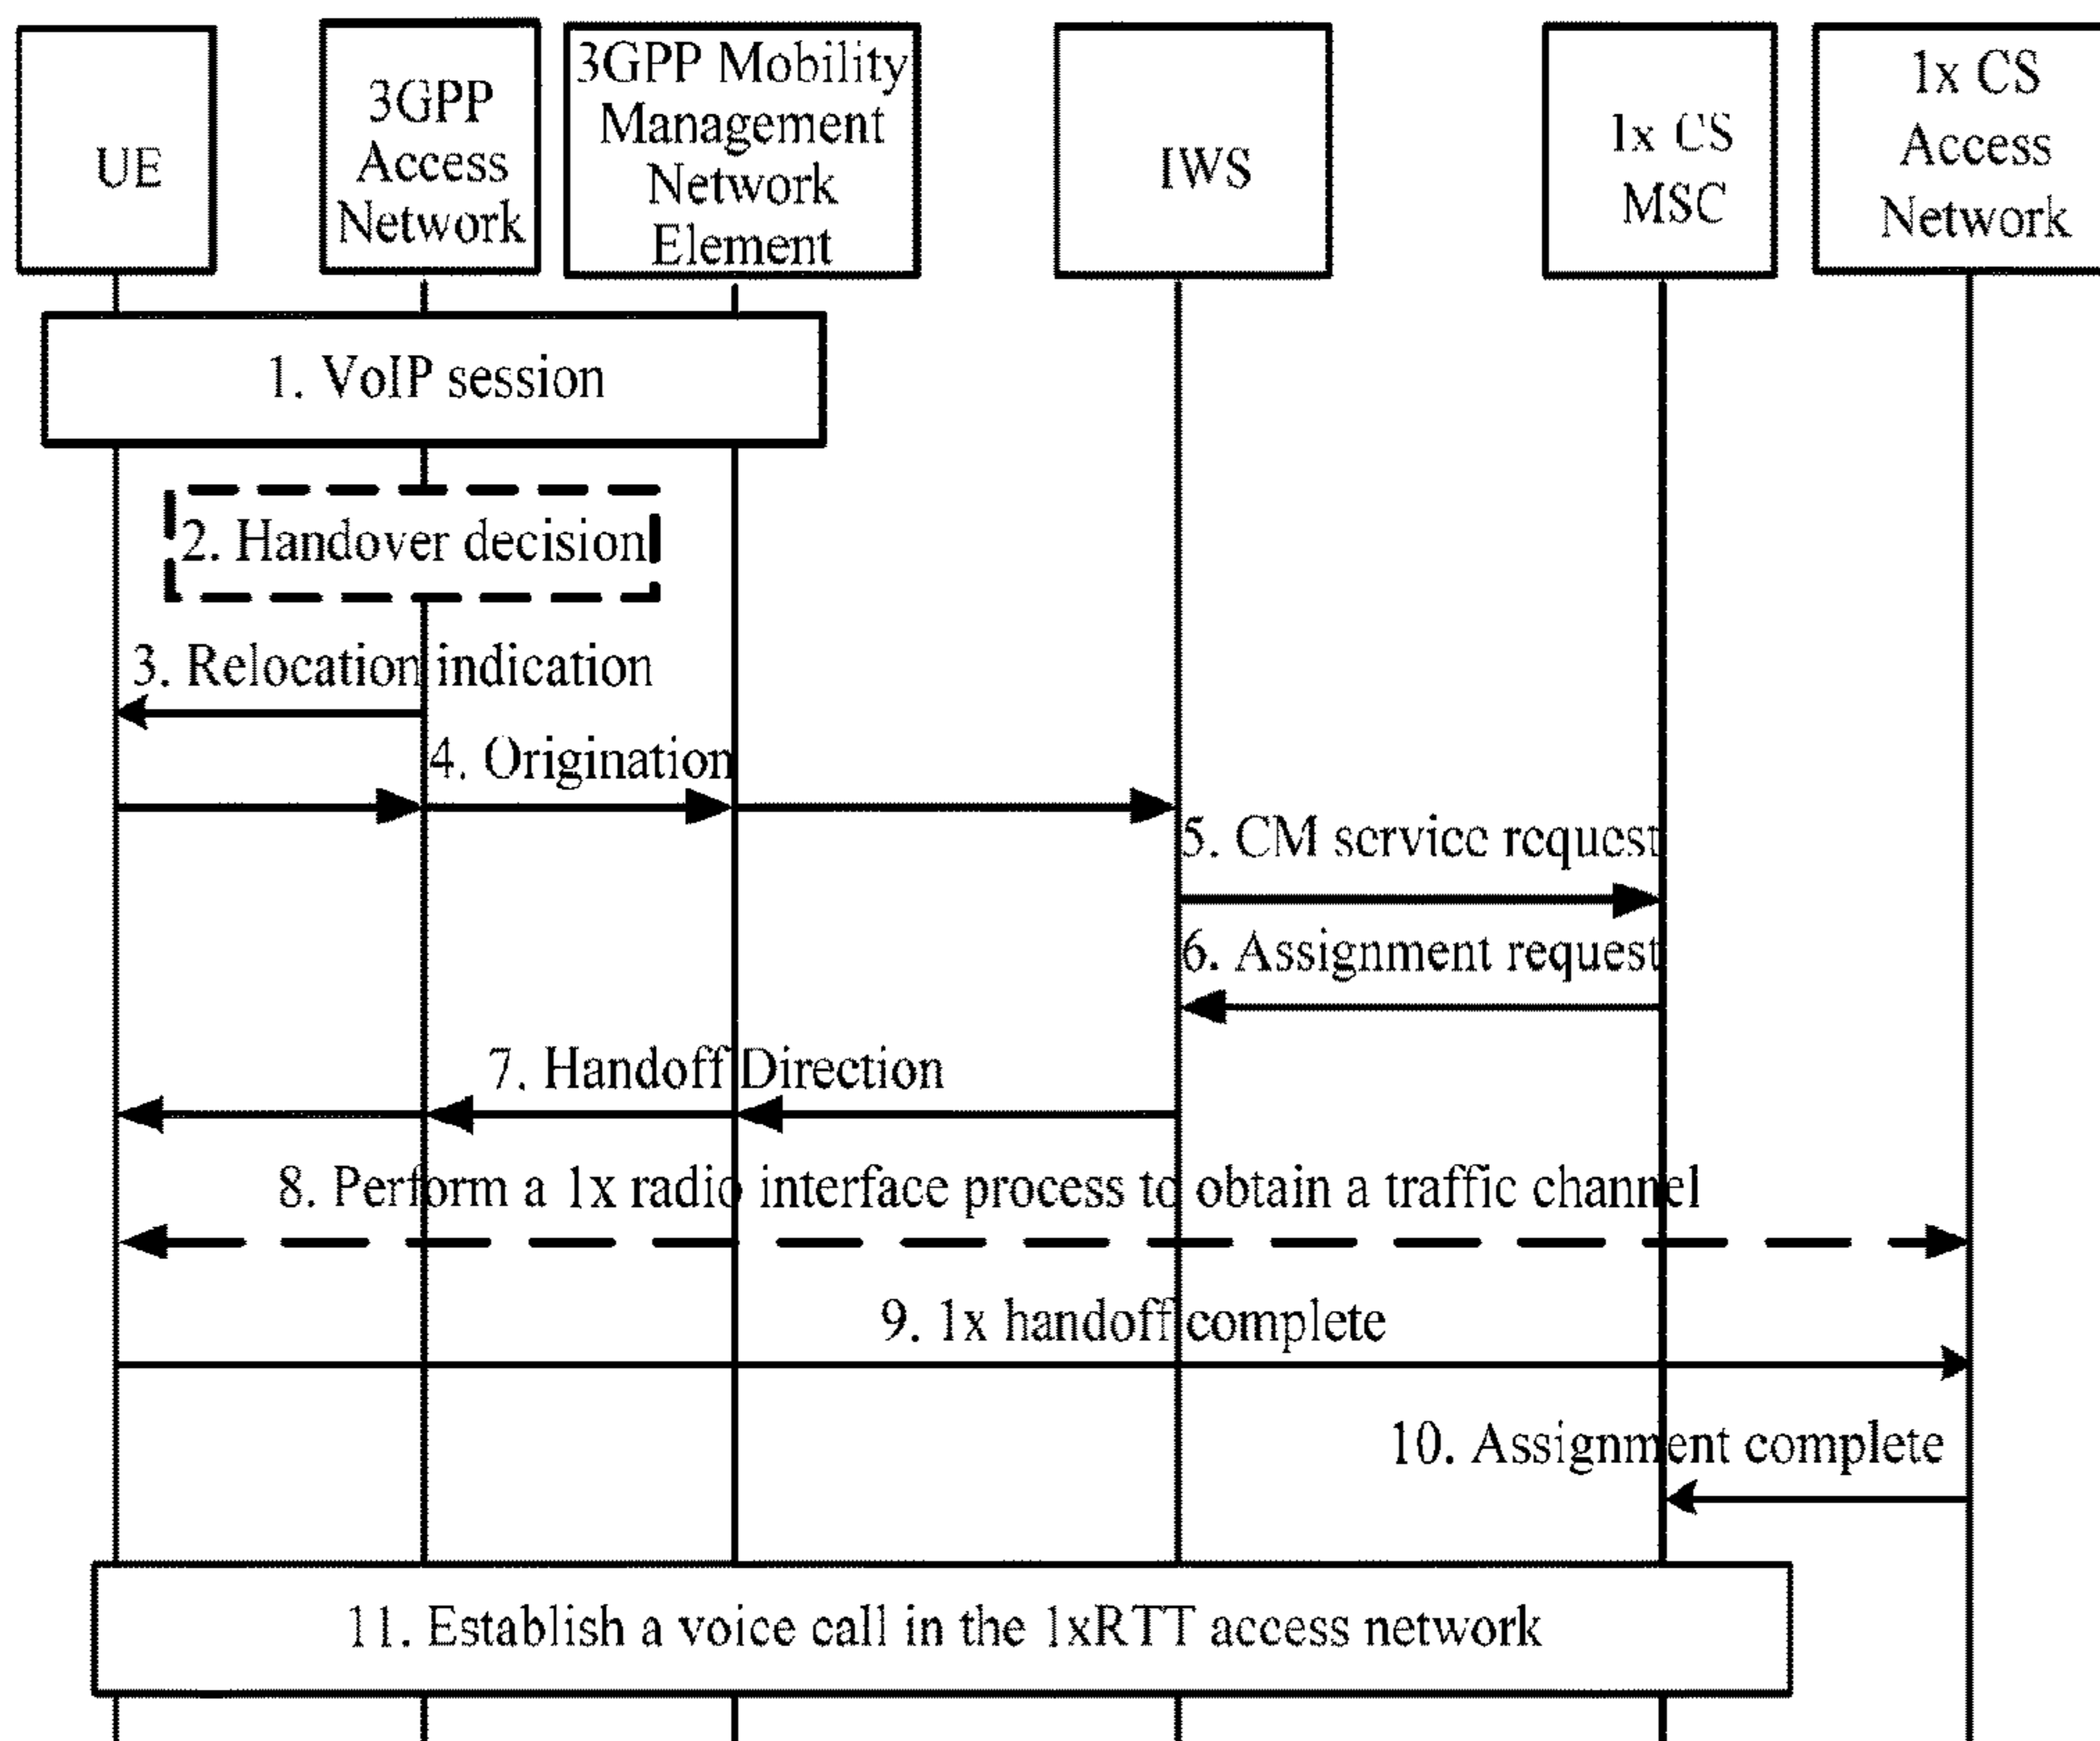 UE
3GPP
Access
Network
3GPP Mobility
Management
Network
Element
IWS
1x CS
MSC
1x CS
Access
Network
1. VoIP session
2. Handover decision
3. Relocation indication
4. Origination
5. CM service request
6. Assignment request
7. Handoff Direction
8. Perform a 1x radio interface process to obtain a traffic channel
9. 1x handoff complete
10. Assignment complete
11. Establish a voice call in the 1xRTT access network